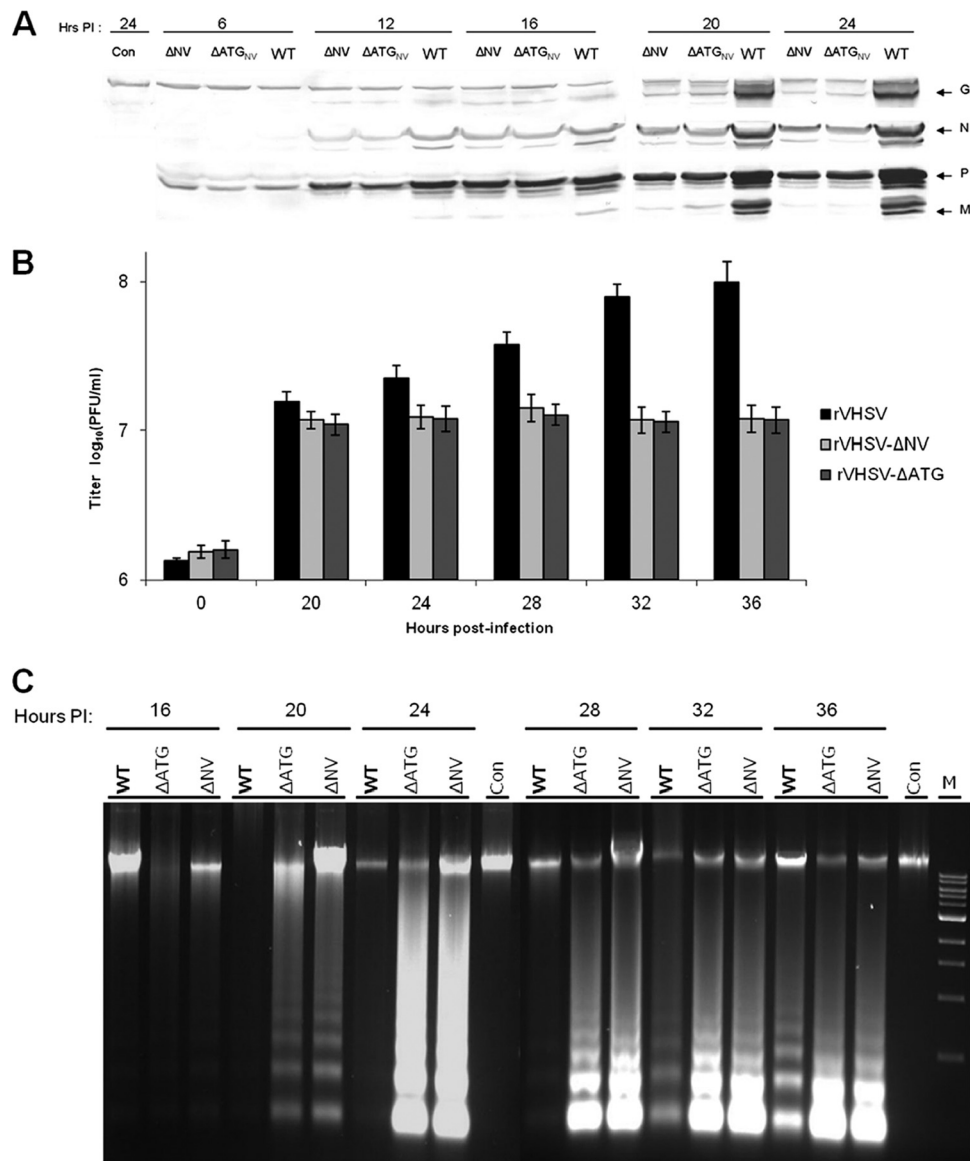 A
Hrs PI : 24 6 12 16 20 24
Con ΔNV ΔATGNV WT ΔNV ΔATGNV WT ΔNV ΔATGNV WT ΔNV ΔATGNV WT ΔNV ΔATGNV WT
G
N
P
M
B
8
7
6
Titer log10(PFU/ml)
0 20 24 28 32 36
Hours post-infection
rVHSV
rVHSV-ΔNV
rVHSV-ΔATG
C
Hours PI: 16 20 24 28 32 36
WT ΔATG ΔNV WT ΔATG ΔNV WT ΔATG ΔNV Con WT ΔATG ΔNV WT ΔATG ΔNV WT ΔATG ΔNV Con M